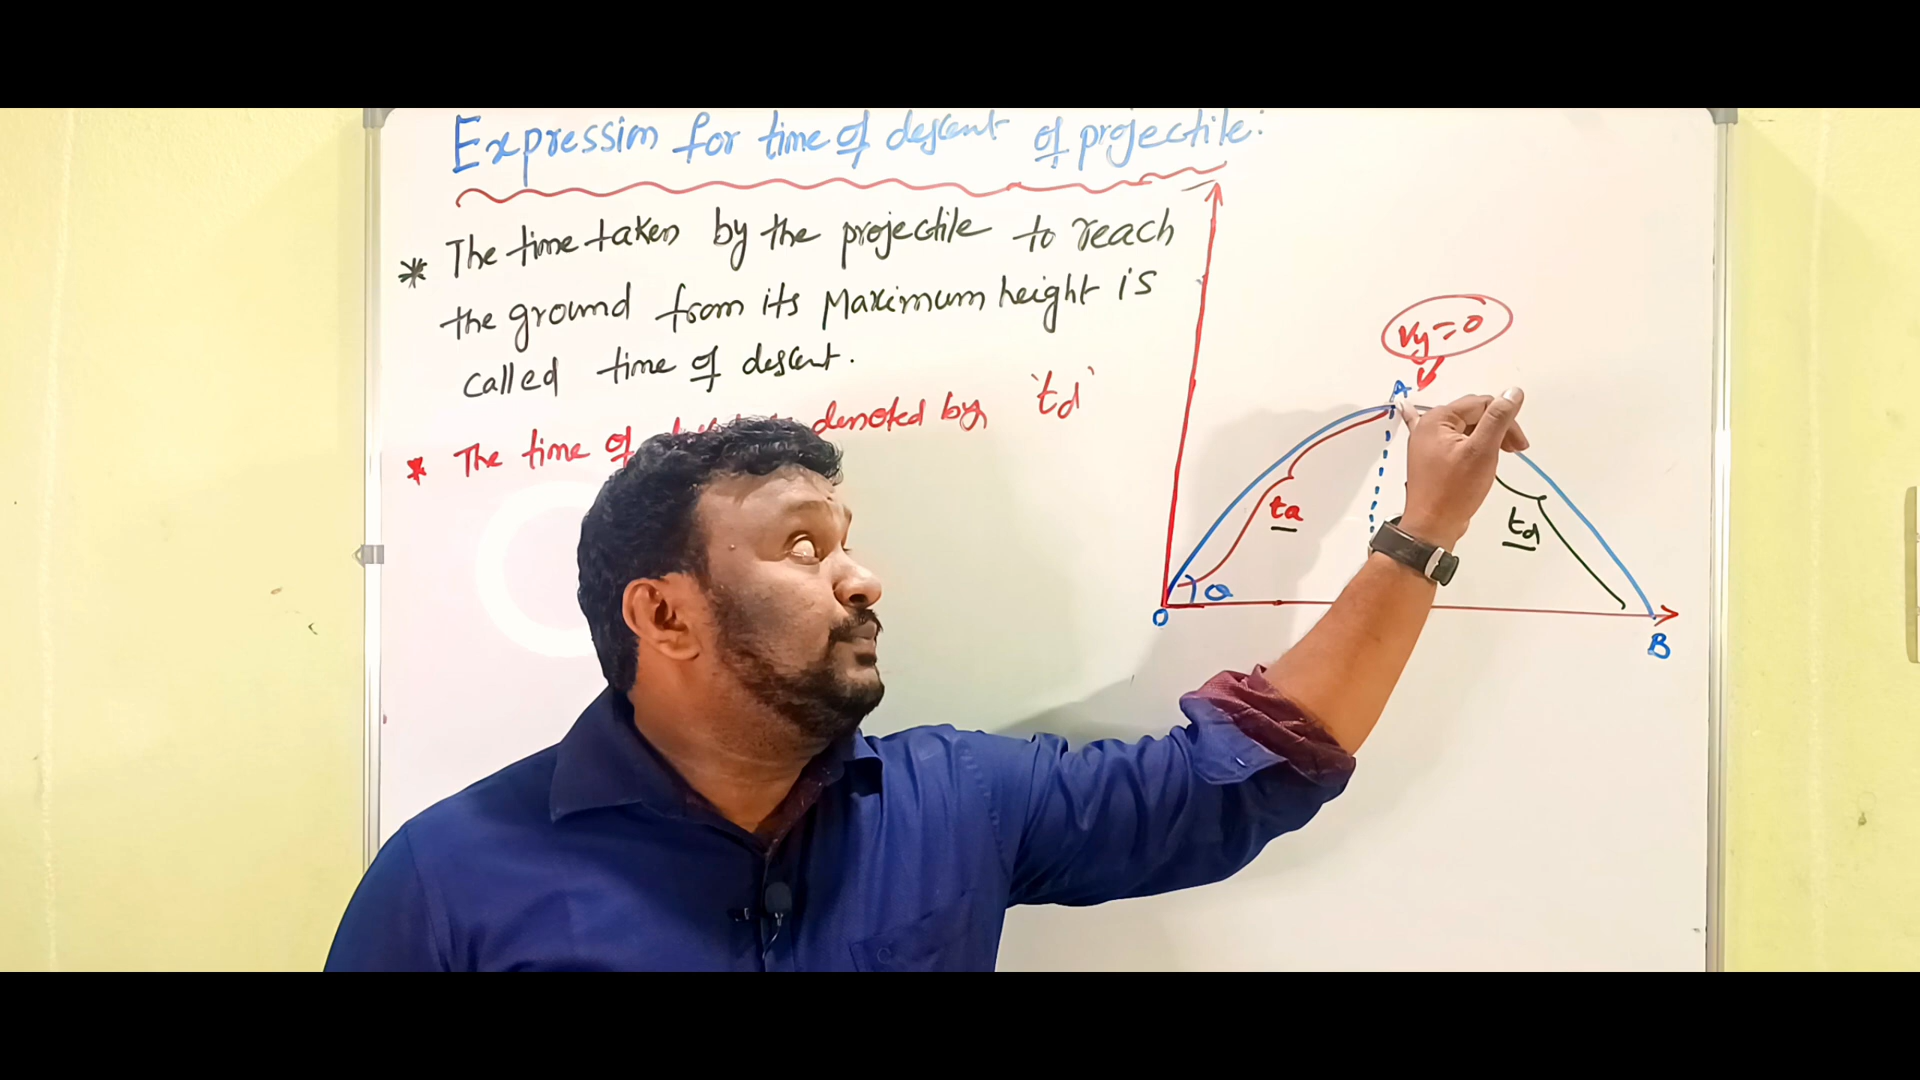 Expression for time of descent of projectile:
* The time taken by the projectile to reach
the ground from its Maximum height is
called time of descent.
* The time of denoted by 'td'
Vy=0
A
ta
td
θ
O
B